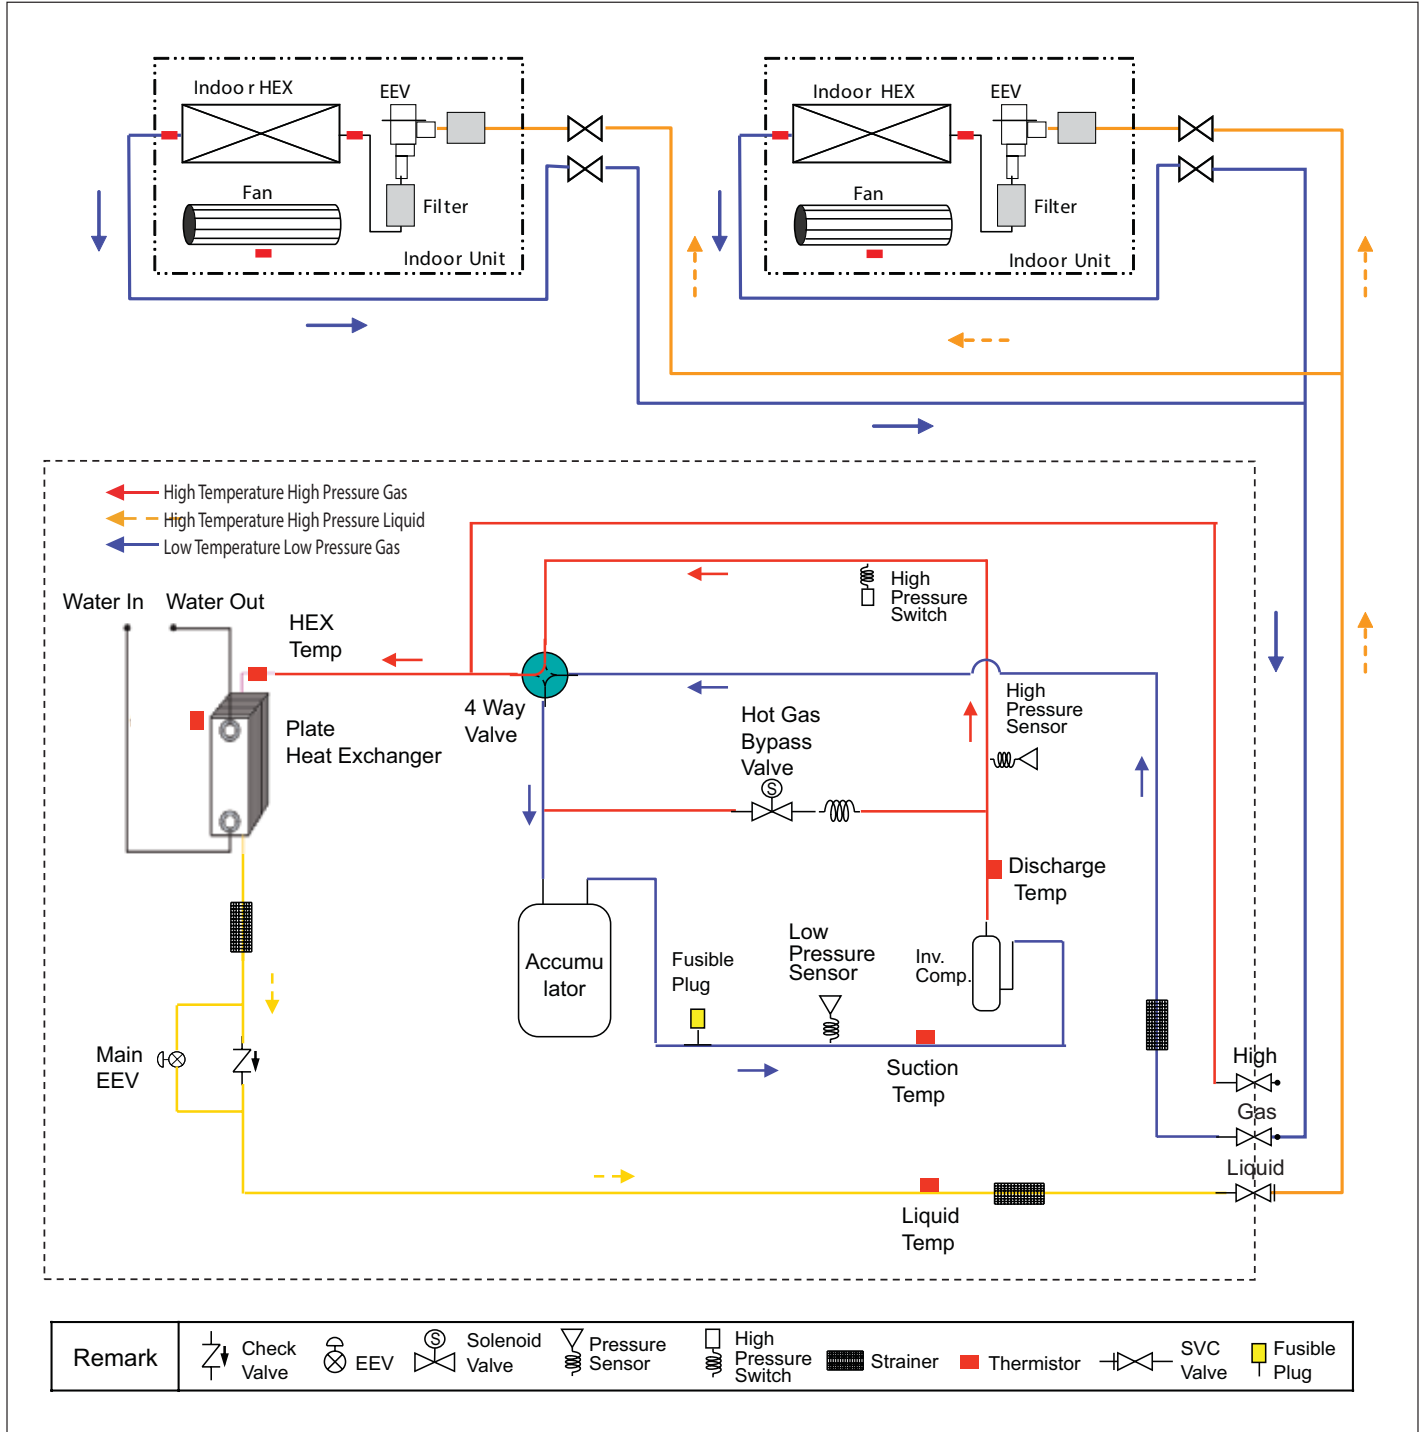 Indoor HEX
EEV
Fan
Filter
Indoor Unit
Indoor HEX
EEV
Fan
Filter
Indoor Unit
High Temperature High Pressure Gas
High Temperature High Pressure Liquid
Low Temperature Low Pressure Gas
Water In
Water Out
HEX
Temp
High
Pressure
Switch
4 Way
Valve
Plate
Heat Exchanger
Hot Gas
Bypass
Valve
S
High
Pressure
Sensor
Discharge
Temp
Accumu
lator
Fusible
Plug
Low
Pressure
Sensor
Inv.
Comp.
Suction
Temp
Main
EEV
High
Gas
Liquid
Liquid
Temp
Remark
Check
Valve
EEV
S
Solenoid
Valve
Pressure
Sensor
High
Pressure
Switch
Strainer
Thermistor
SVC
Valve
Fusible
Plug